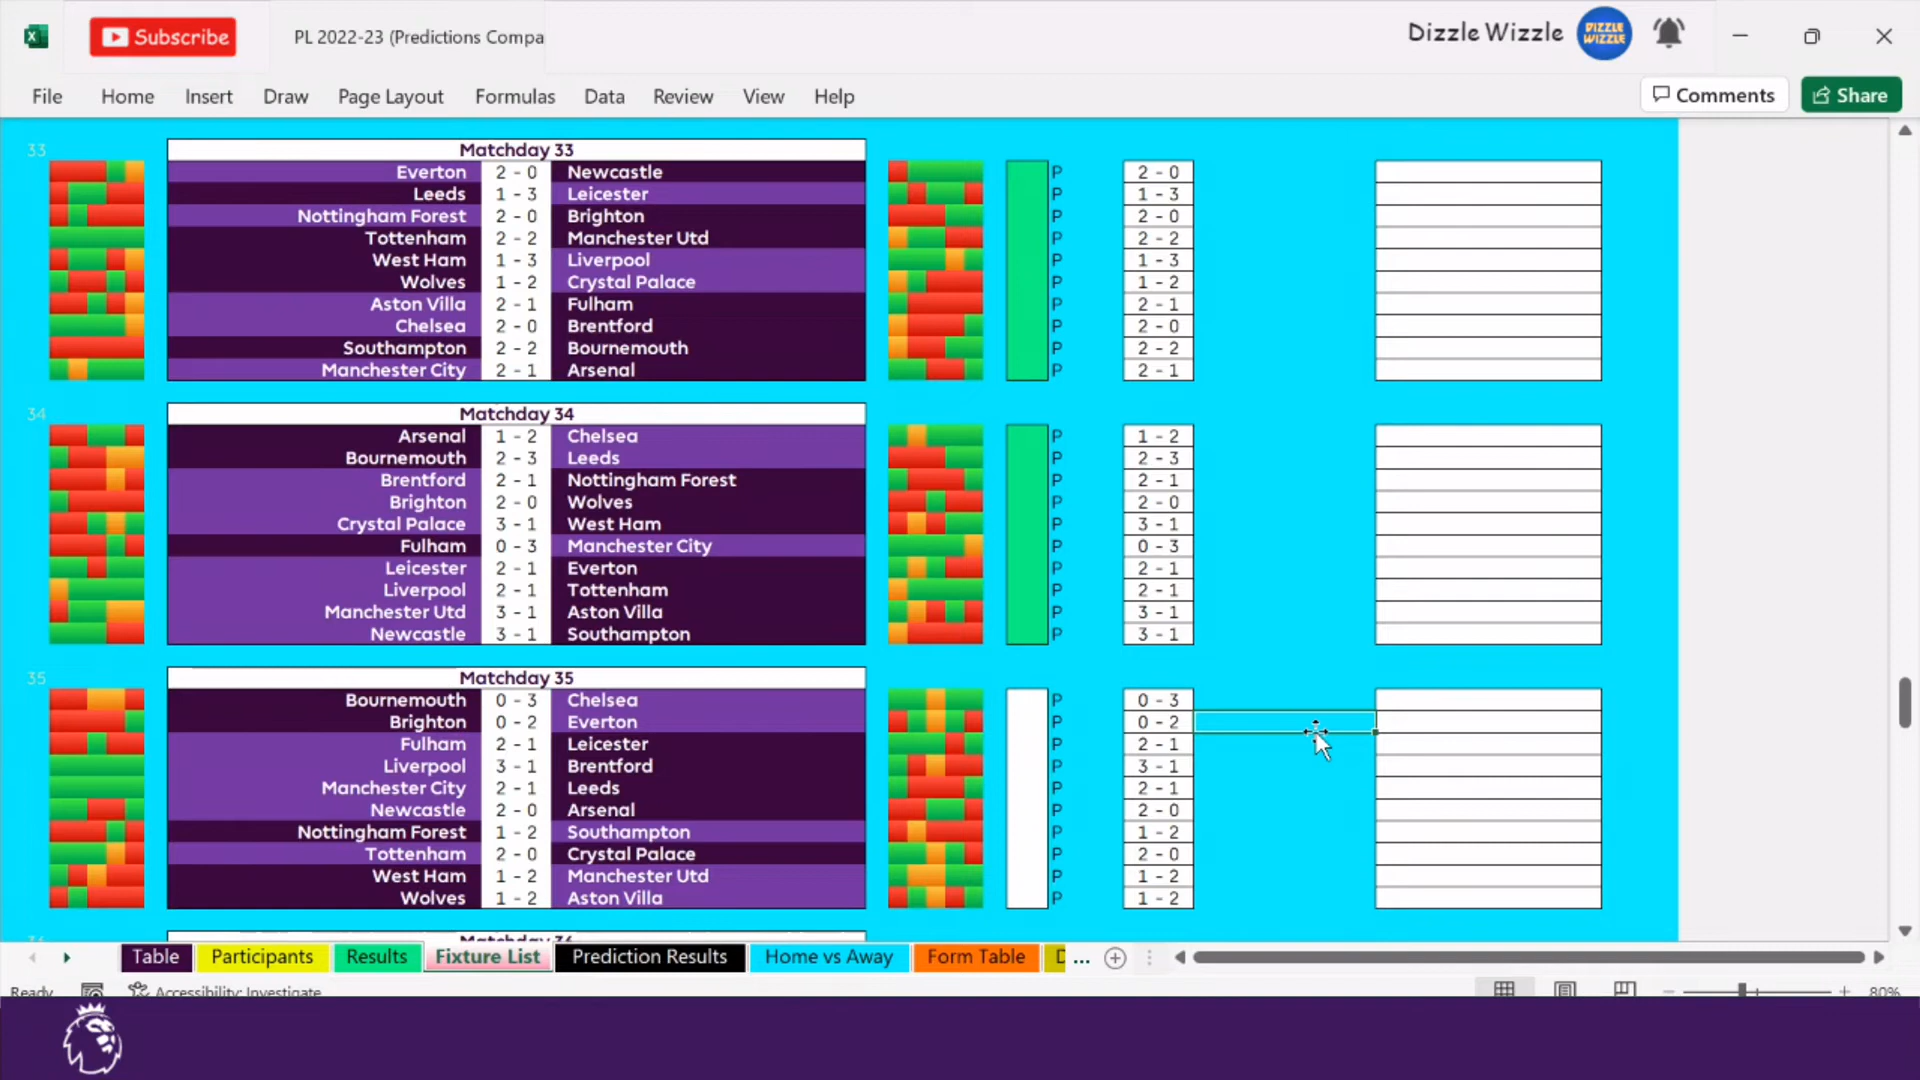 Subscribe
PL 2022-23 (Predictions Compa
Dizzle Wizzle
DIZZLE
WIZZLE
File Home Insert Draw Page Layout Formulas Data Review View Help
Comments Share
33
Matchday 33
Everton 2 - 0 Newcastle P 2 - 0
Leeds 1 - 3 Leicester P 1 - 3
Nottingham Forest 2 - 0 Brighton P 2 - 0
Tottenham 2 - 2 Manchester Utd P 2 - 2
West Ham 1 - 3 Liverpool P 1 - 3
Wolves 1 - 2 Crystal Palace P 1 - 2
Aston Villa 2 - 1 Fulham P 2 - 1
Chelsea 2 - 0 Brentford P 2 - 0
Southampton 2 - 2 Bournemouth P 2 - 2
Manchester City 2 - 1 Arsenal P 2 - 1
34
Matchday 34
Arsenal 1 - 2 Chelsea P 1 - 2
Bournemouth 2 - 3 Leeds P 2 - 3
Brentford 2 - 1 Nottingham Forest P 2 - 1
Brighton 2 - 0 Wolves P 2 - 0
Crystal Palace 3 - 1 West Ham P 3 - 1
Fulham 0 - 3 Manchester City P 0 - 3
Leicester 2 - 1 Everton P 2 - 1
Liverpool 2 - 1 Tottenham P 2 - 1
Manchester Utd 3 - 1 Aston Villa P 3 - 1
Newcastle 3 - 1 Southampton P 3 - 1
35
Matchday 35
Bournemouth 0 - 3 Chelsea P 0 - 3
Brighton 0 - 2 Everton P 0 - 2
Fulham 2 - 1 Leicester P 2 - 1
Liverpool 3 - 1 Brentford P 3 - 1
Manchester City 2 - 1 Leeds P 2 - 1
Newcastle 2 - 0 Arsenal P 2 - 0
Nottingham Forest 1 - 2 Southampton P 1 - 2
Tottenham 2 - 0 Crystal Palace P 2 - 0
West Ham 1 - 2 Manchester Utd P 1 - 2
Wolves 1 - 2 Aston Villa P 1 - 2
36
Matchday 36
Table Participants Results Fixture List Prediction Results Home vs Away Form Table D ...
Ready Accessibility: Investigate 80%